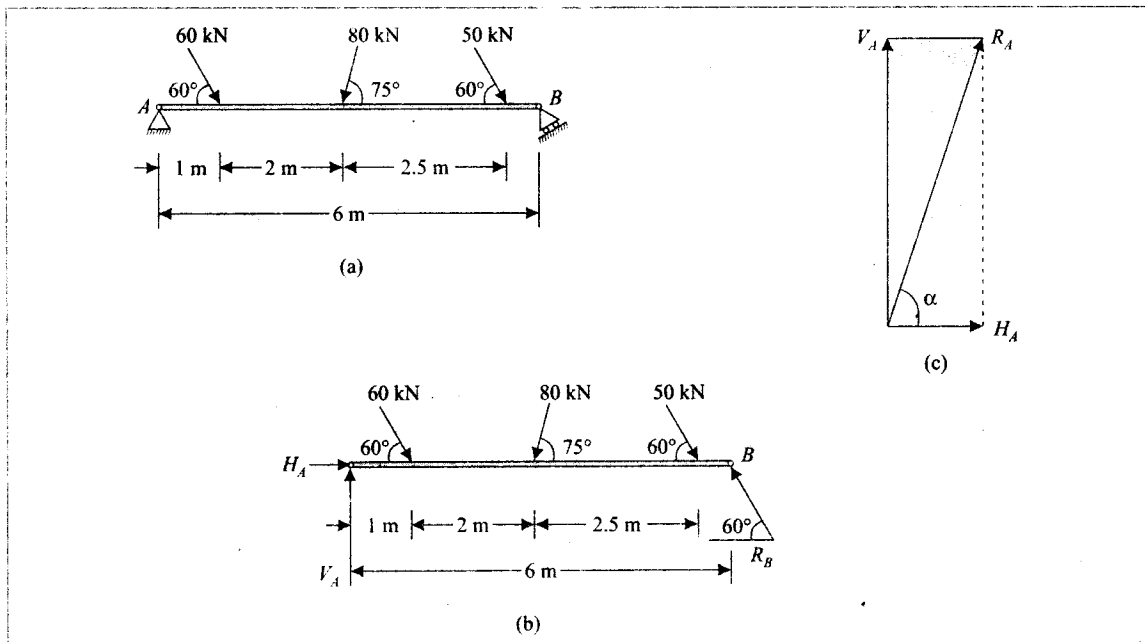 60 kN 80 kN 50 kN
60° 75° 60°
A B
1 m 2 m 2.5 m
6 m
(a)
V_A R_A
α
H_A
(c)
60 kN 80 kN 50 kN
60° 75° 60°
H_A B
1 m 2 m 2.5 m 60°
R_B
V_A 6 m
(b)